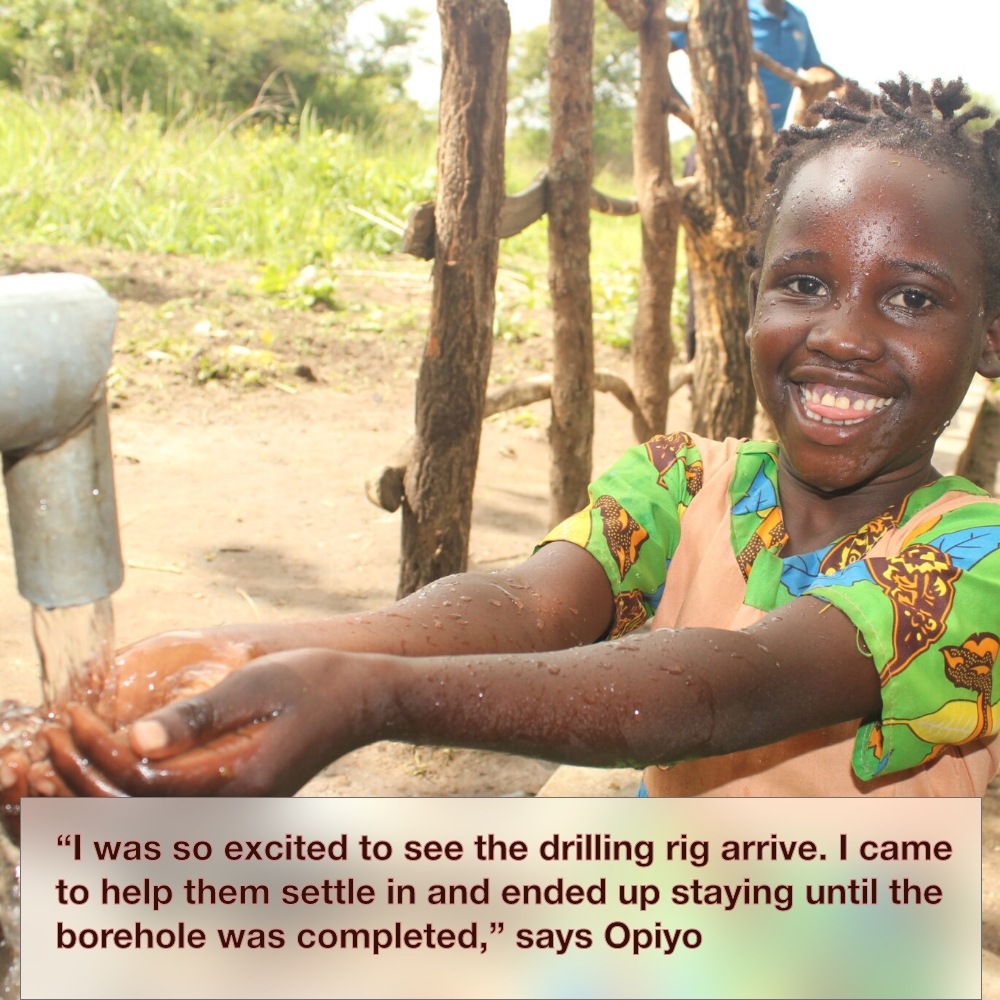 “I was so excited to see the drilling rig arrive. I came
to help them settle in and ended up staying until the
borehole was completed,” says Opiyo